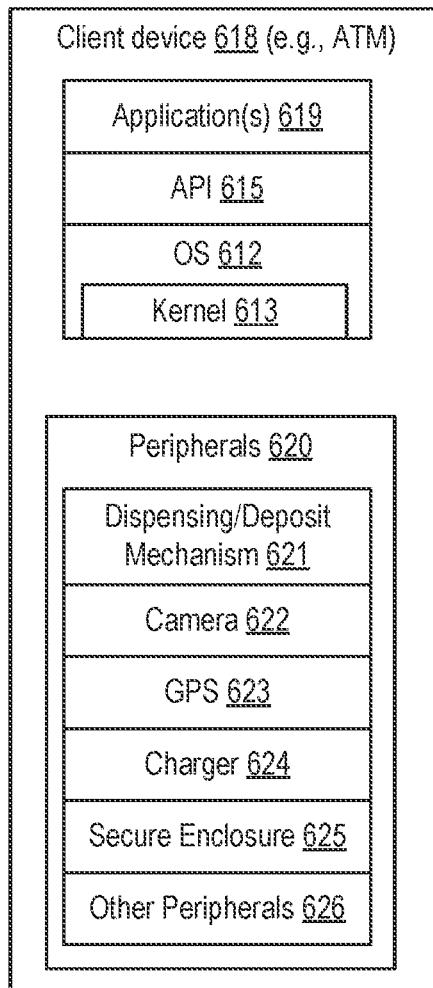 Client device 618 (e.g., ATM)
Application(s) 619
API 615
OS 612
Kernel 613
Peripherals 620
Dispensing/Deposit
Mechanism 621
Camera 622
GPS 623
Charger 624
Secure Enclosure 625
Other Peripherals 626